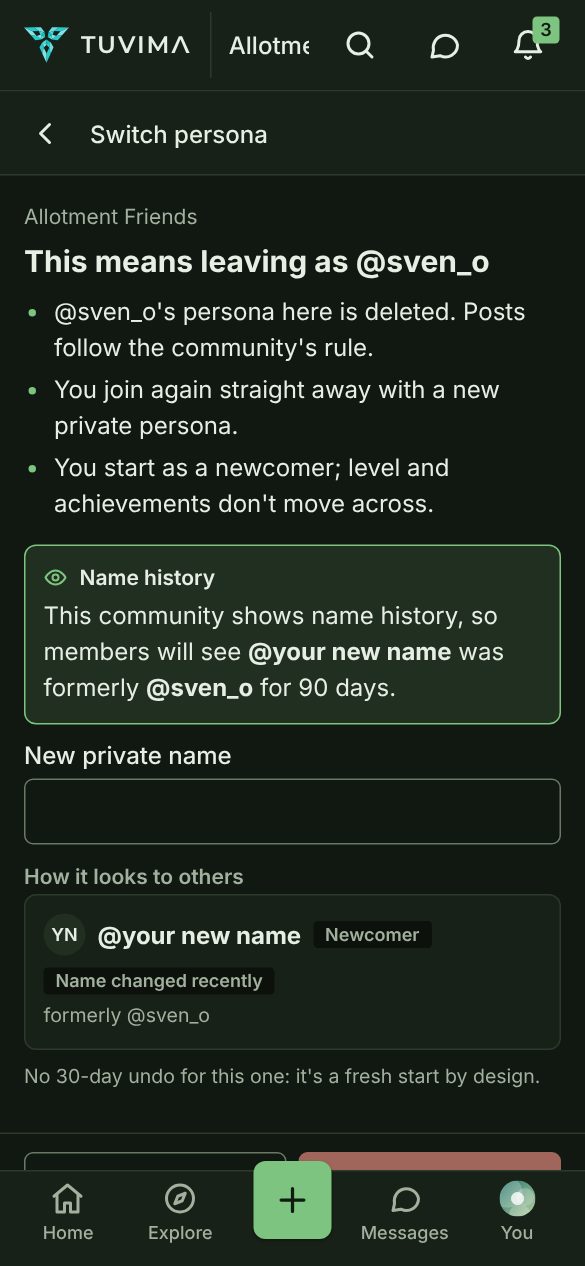 TUVIMA
Allotme
3
Switch persona
Allotment Friends
This means leaving as @sven_o
• @sven_o's persona here is deleted. Posts
follow the community's rule.
• You join again straight away with a new
private persona.
• You start as a newcomer; level and
achievements don't move across.
Name history
This community shows name history, so
members will see @your new name was
formerly @sven_o for 90 days.
New private name
How it looks to others
YN @your new name Newcomer
Name changed recently
formerly @sven_o
No 30-day undo for this one: it's a fresh start by design.
Home Explore Messages You